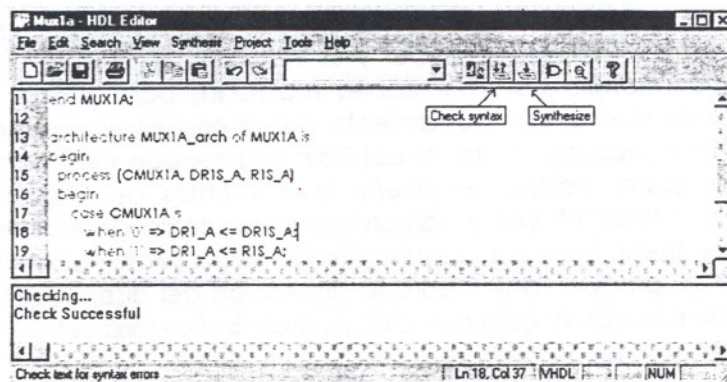 Mux1a - HDL Editor
File Edit Search View Synthesis Project Tools Help
Check syntax
Synthesize
11 end MUX1A;
12
13 architecture MUX1A_arch of MUX1A is
14 begin
15 process (CMUX1A, DR1S_A, R1S_A)
16 begin
17 case CMUX1A is
18 when '0' => DR1_A <= DR1S_A;
19 when '1' => DR1_A <= R1S_A;
Checking...
Check Successful
Check text for syntax errors
Ln 18, Col 37 VHDL NUM